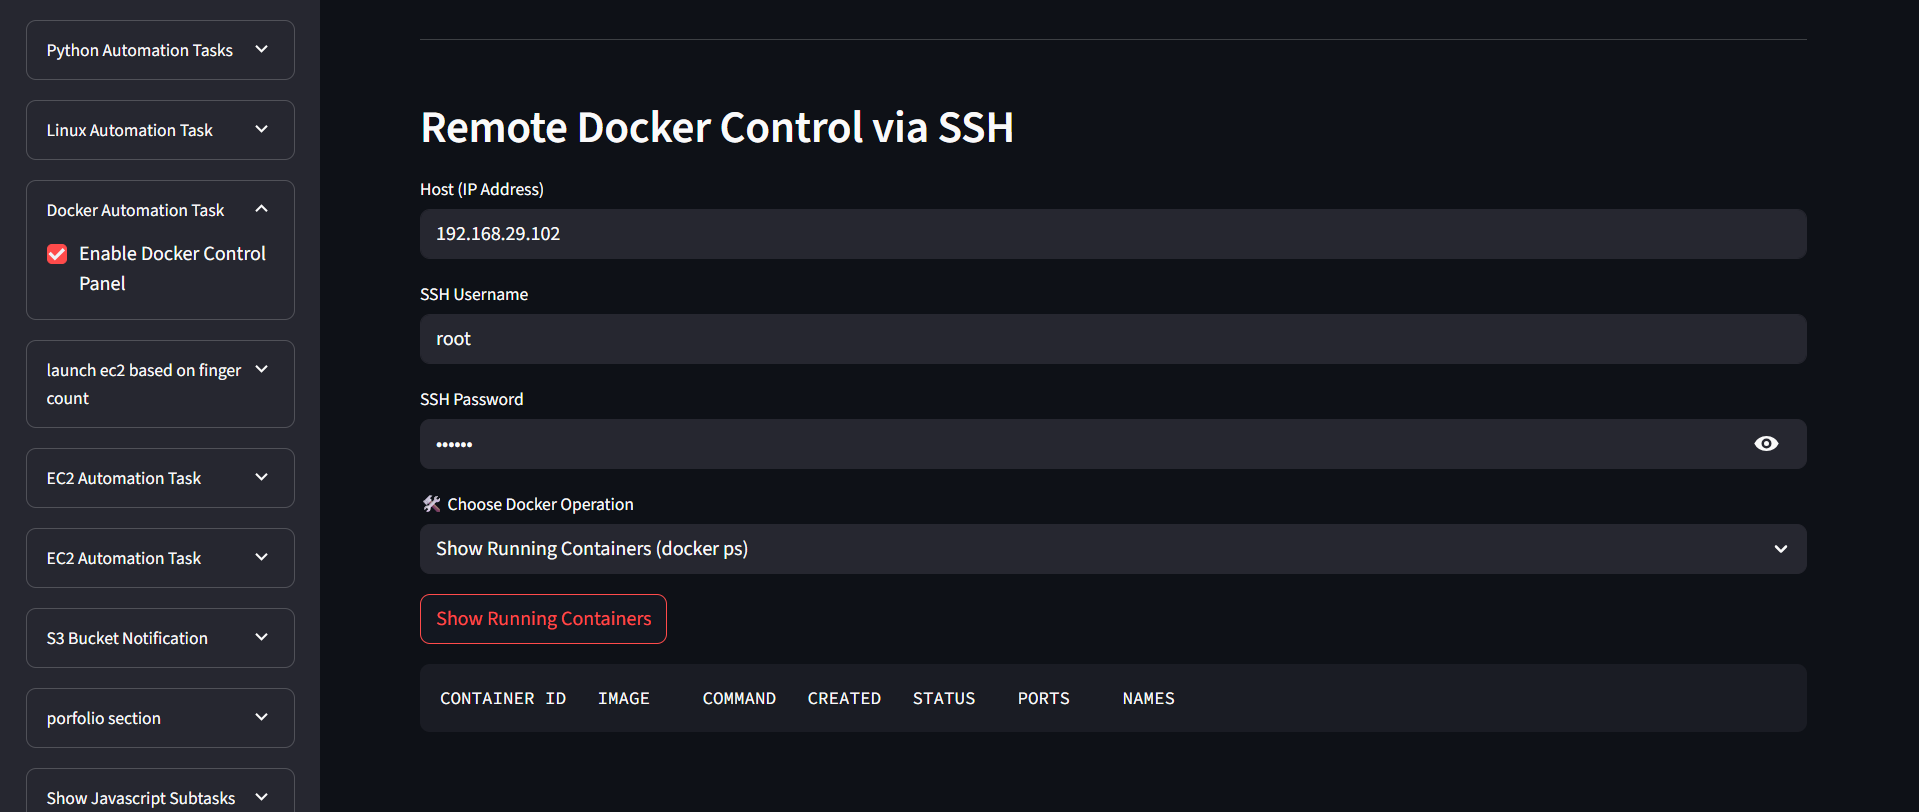 Python Automation Tasks
Linux Automation Task
Docker Automation Task
Enable Docker Control
Panel
launch ec2 based on finger
count
EC2 Automation Task
EC2 Automation Task
S3 Bucket Notification
porfolio section
Show Javascript Subtasks
Remote Docker Control via SSH
Host (IP Address)
192.168.29.102
SSH Username
root
SSH Password
••••••
🛠 Choose Docker Operation
Show Running Containers (docker ps)
Show Running Containers
CONTAINER ID IMAGE COMMAND CREATED STATUS PORTS NAMES